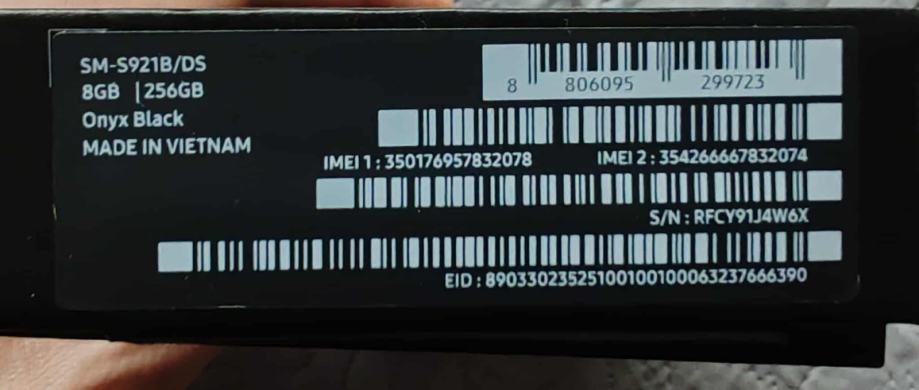 SM-S921B/DS
8GB | 256GB
Onyx Black
MADE IN VIETNAM
8 806095 299723
IMEI 1 : 350176957832078 IMEI 2 : 354266667832074
S/N : RFCY91J4W6X
EID : 89033023525100100100063237666390